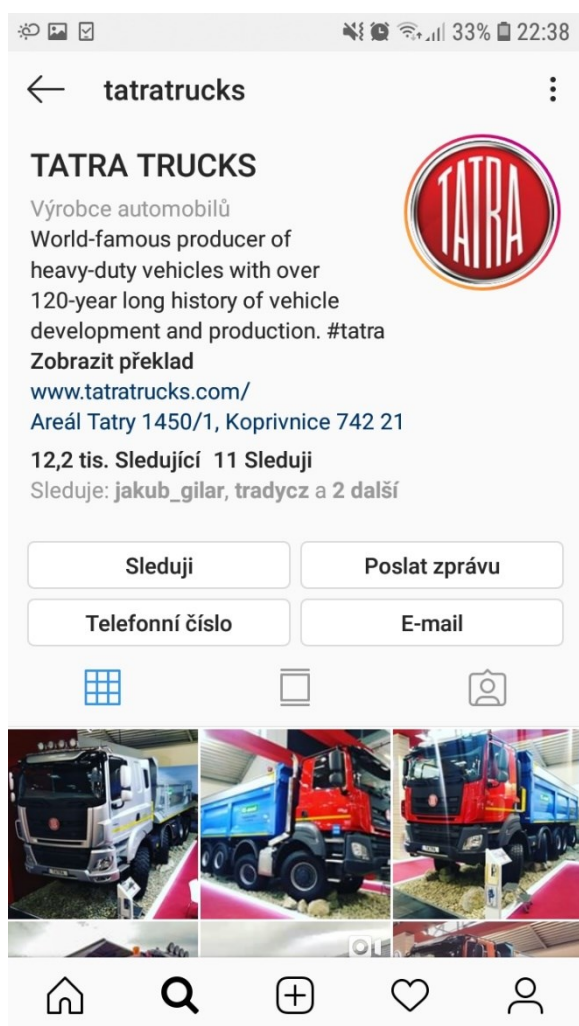 33% 22:38
tatratrucks
TATRA TRUCKS
TATRA
Výrobce automobilů
World-famous producer of
heavy-duty vehicles with over
120-year long history of vehicle
development and production. #tatra
Zobrazit překlad
www.tatratrucks.com/
Areál Tatry 1450/1, Koprivnice 742 21
12,2 tis. Sledující 11 Sleduji
Sleduje: jakub_gilar, tradycz a 2 další
Sleduji Poslat zprávu
Telefonní číslo E-mail